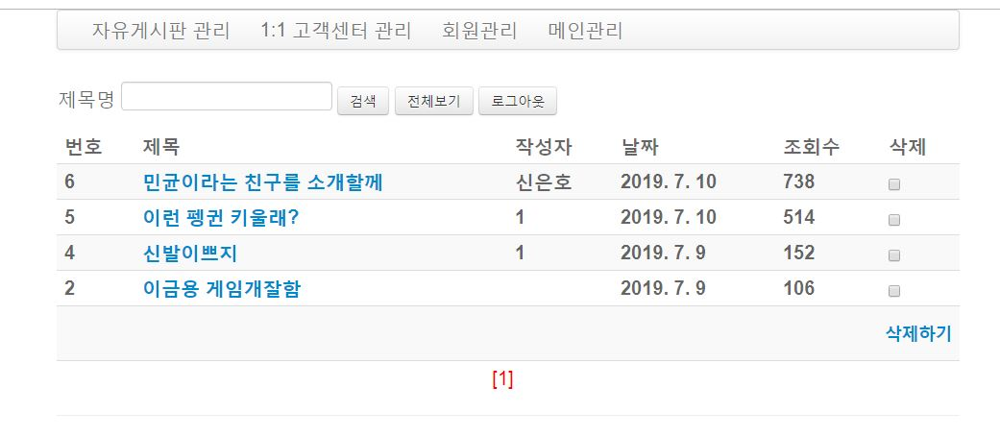 자유게시판 관리 1:1 고객센터 관리 회원관리 메인관리
제목명 검색 전체보기 로그아웃
번호 제목 작성자 날짜 조회수 삭제
6 민균이라는 친구를 소개할께 신은호 2019. 7. 10 738
5 이런 펭귄 키울래? 1 2019. 7. 10 514
4 신발이쁘지 1 2019. 7. 9 152
2 이금용 게임개잘함 2019. 7. 9 106
삭제하기
[1]